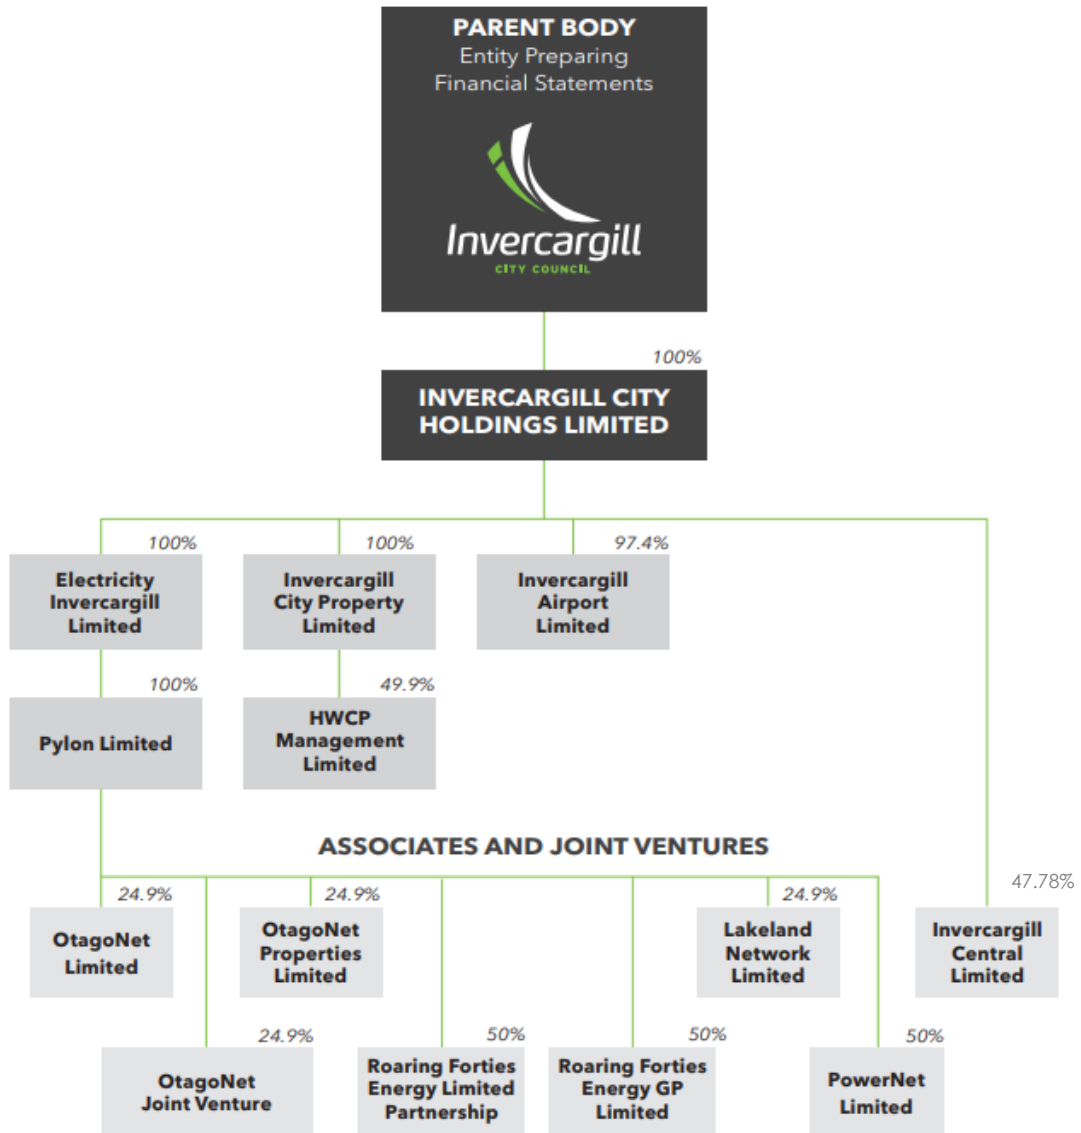 PARENT BODY
Entity Preparing
Financial Statements
Invercargill
CITY COUNCIL
100%
INVERCARGILL CITY
HOLDINGS LIMITED
100%
Electricity
Invercargill
Limited
100%
Invercargill
City Property
Limited
97.4%
Invercargill
Airport
Limited
100%
Pylon Limited
49.9%
HWCP
Management
Limited
ASSOCIATES AND JOINT VENTURES
24.9%
OtagoNet
Limited
24.9%
OtagoNet
Properties
Limited
24.9%
Lakeland
Network
Limited
47.78%
Invercargill
Central
Limited
24.9%
OtagoNet
Joint Venture
50%
Roaring Forties
Energy Limited
Partnership
50%
Roaring Forties
Energy GP
Limited
50%
PowerNet
Limited